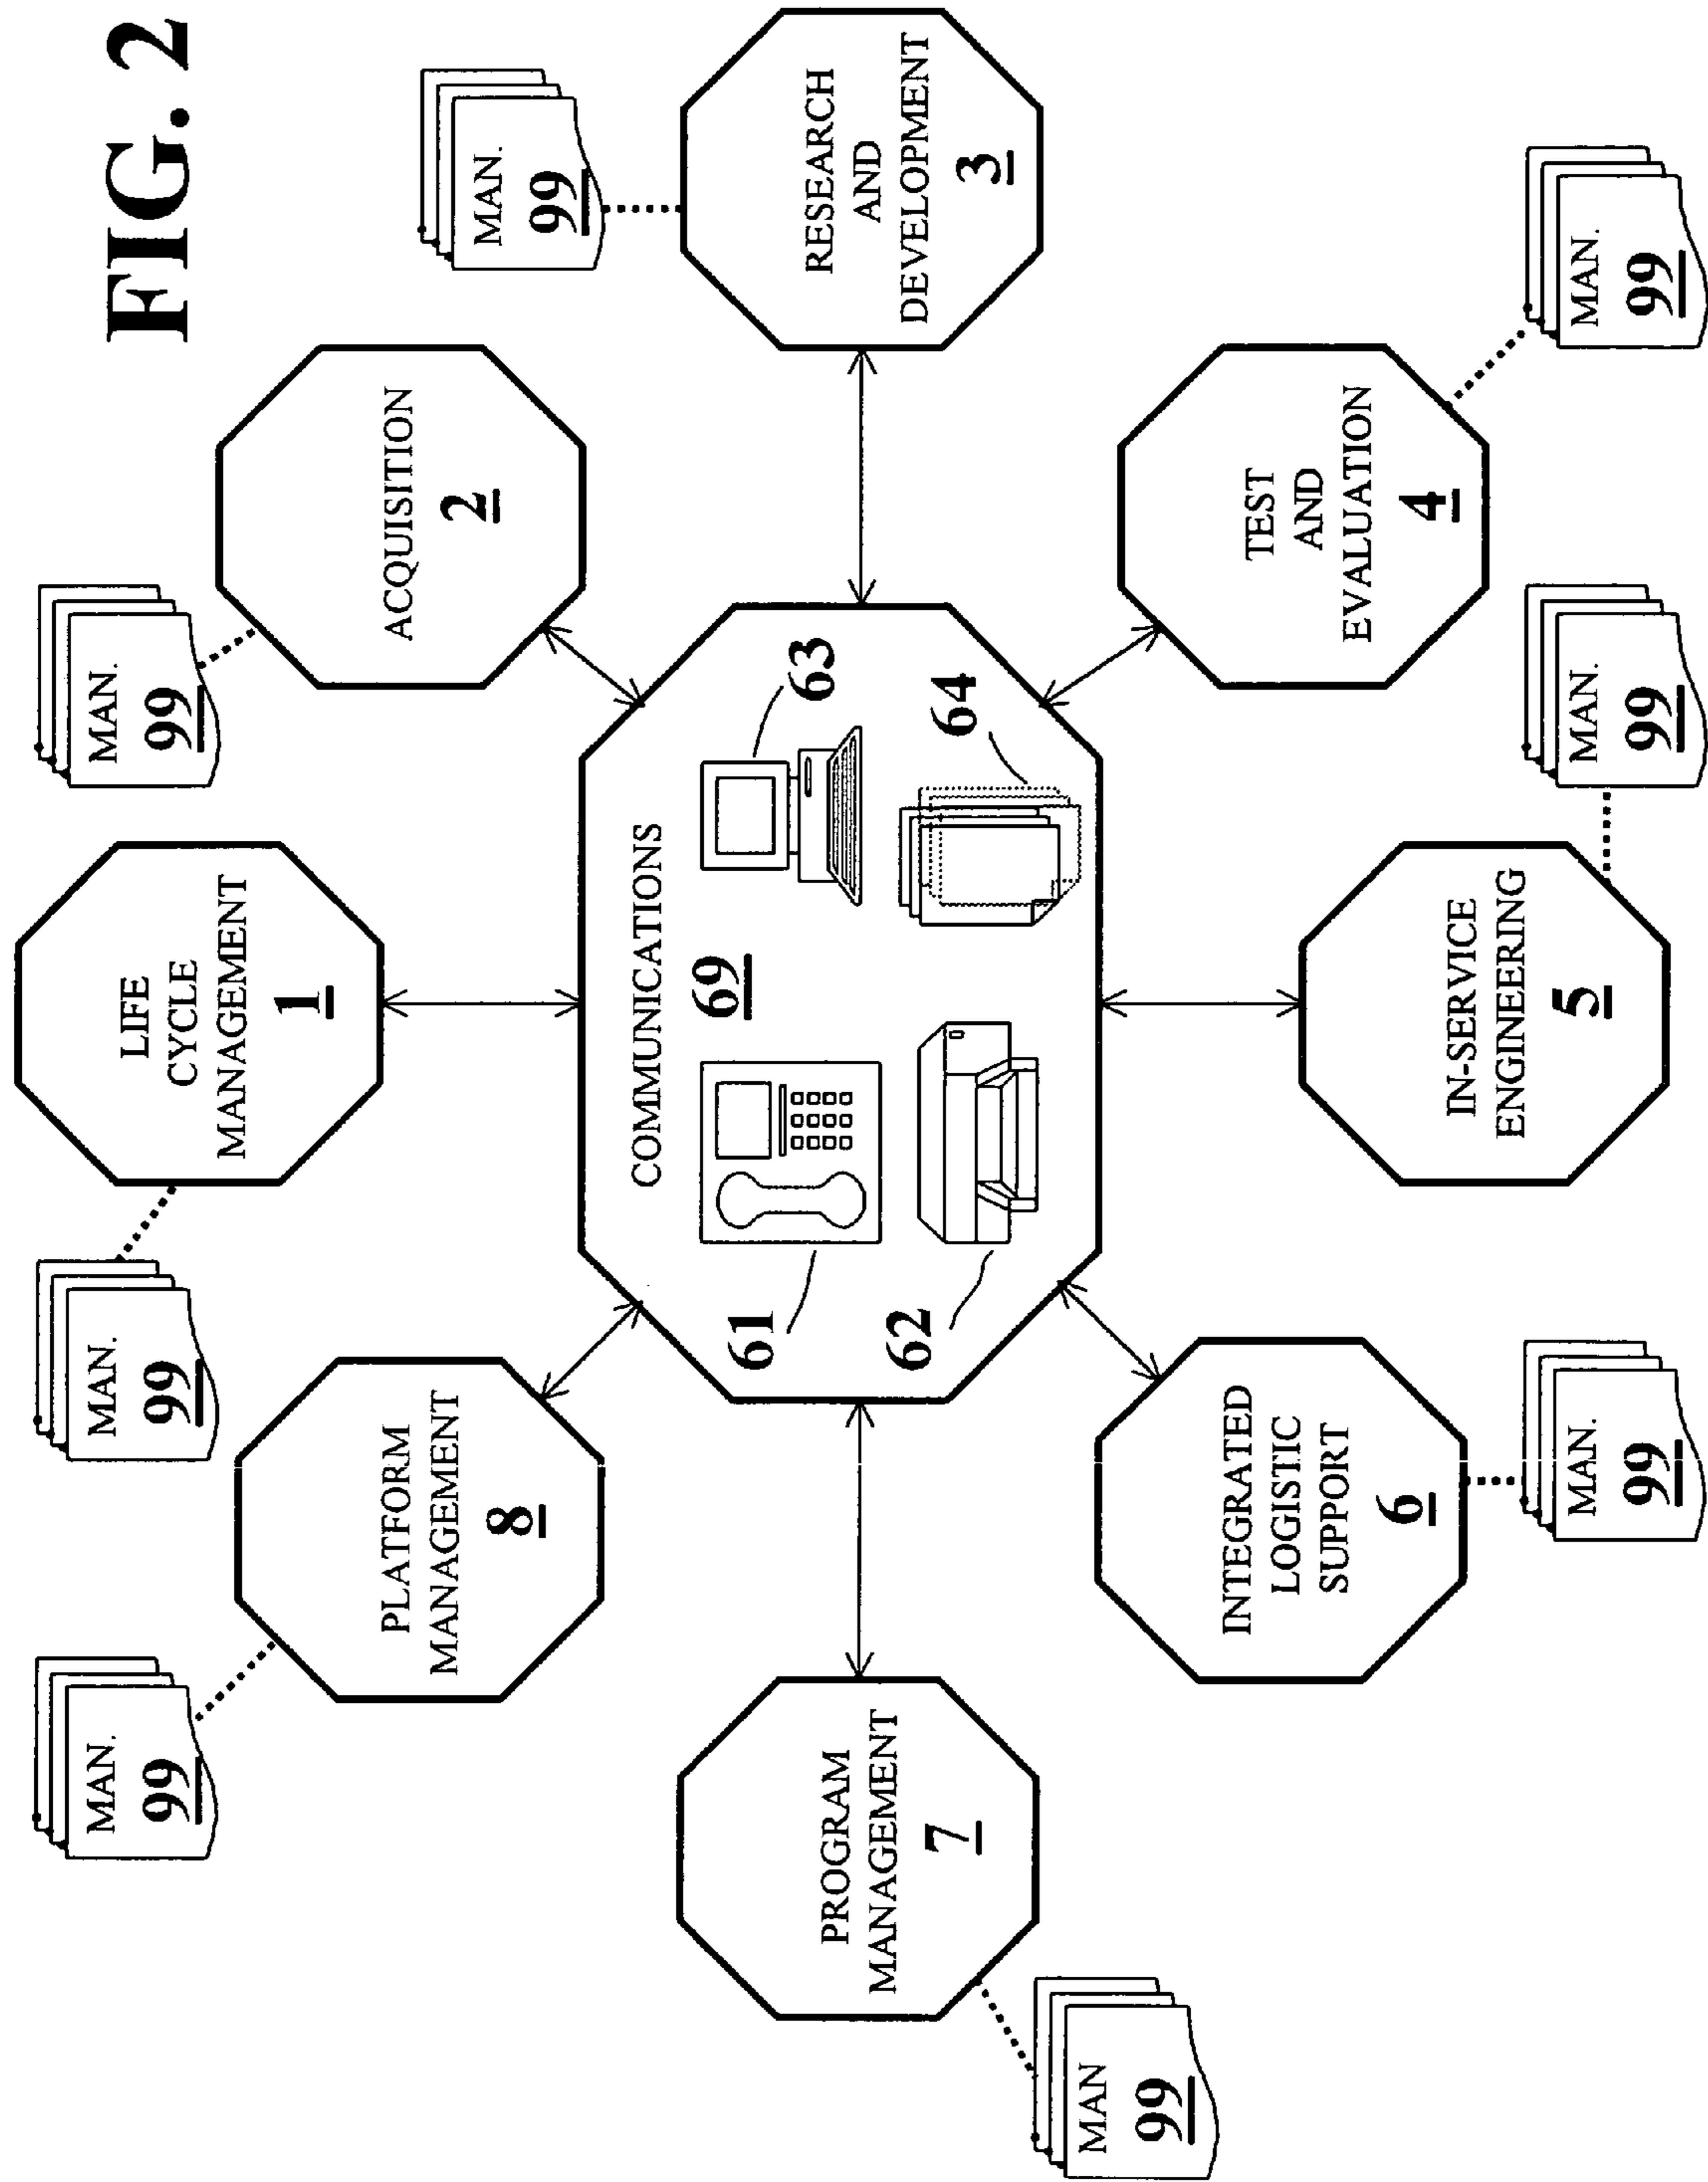 FIG. 2
LIFE
CYCLE
MANAGEMENT
1
MAN.
99
ACQUISITION
2
MAN.
99
RESEARCH
AND
DEVELOPMENT
3
MAN.
99
TEST
AND
EVALUATION
4
MAN.
99
IN-SERVICE
ENGINEERING
5
MAN.
99
INTEGRATED
LOGISTIC
SUPPORT
6
MAN.
99
PROGRAM
MANAGEMENT
7
MAN
99
PLATFORM
MANAGEMENT
8
MAN.
99
COMMUNICATIONS
69
61
62
63
64